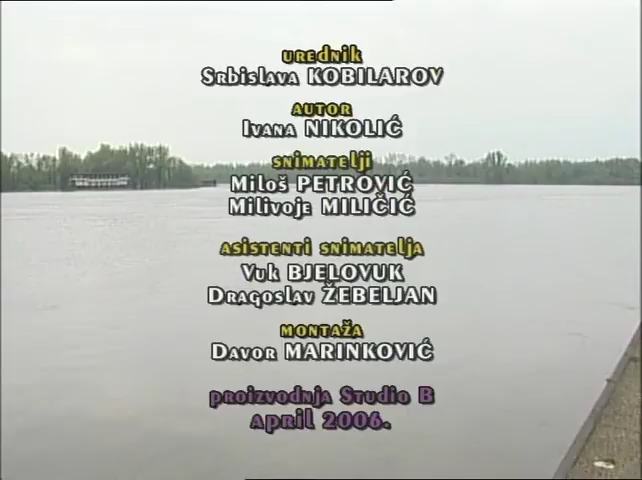 urednik
Srbislava KOBILAROV
AUTOR
Ivana NIKOLIĆ
snimatelji
Miloš PETROVIĆ
Milivoje MILIČIĆ
asistenti snimatelja
Vuk BJELOVUK
Dragoslav ŽEBELJAN
montaža
Davor MARINKOVIĆ
proizvodnja Studio B
April 2006.